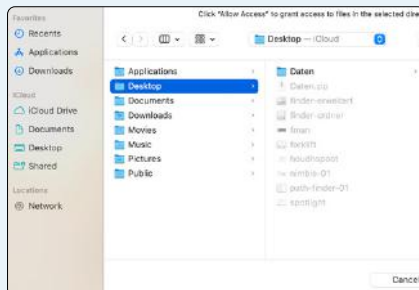 Click "Allow Access" to grant access to files in the selected dire
Favorites
Recents
Applications
Downloads
iCloud
iCloud Drive
Documents
Desktop
Shared
Locations
Network
Desktop — iCloud
Applications
Desktop
Documents
Downloads
Movies
Music
Pictures
Public
Daten
Daten.zip
finder-erweitert
finder-ordner
fman
forklift
houdahspot
nimble-01
path-finder-01
spotlight
Cancel